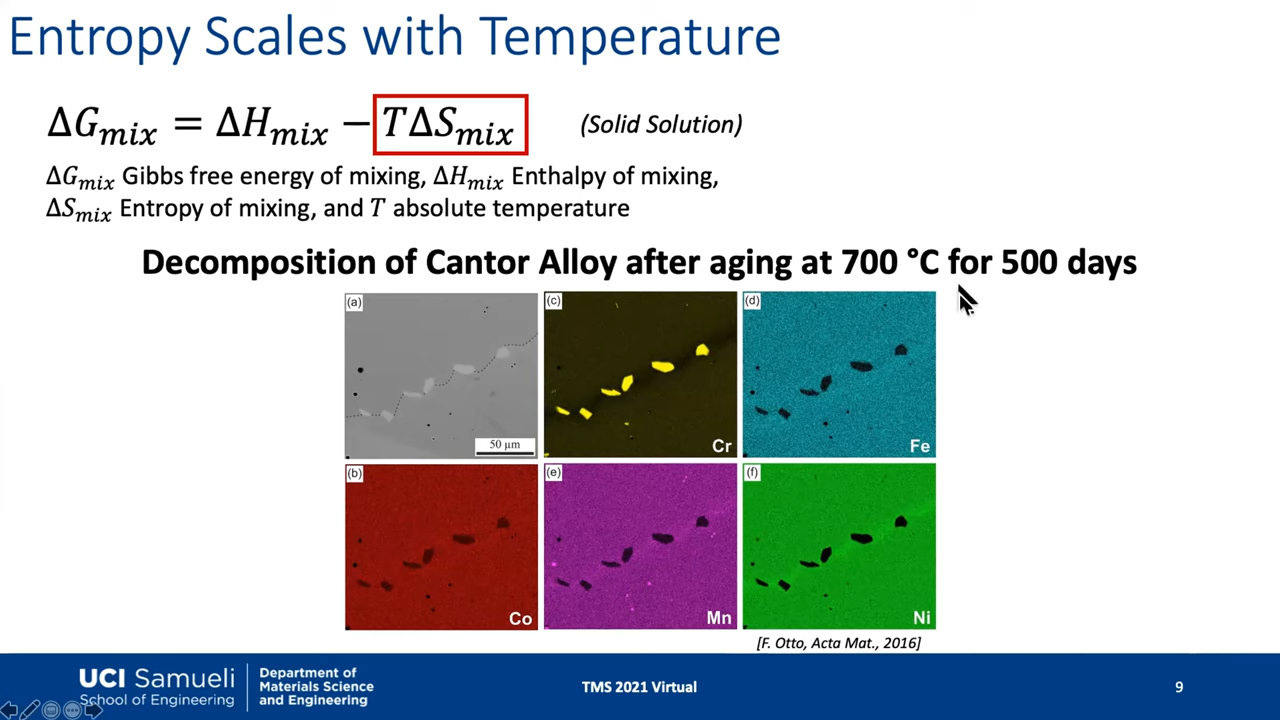 Entropy Scales with Temperature
ΔG_mix = ΔH_mix − TΔS_mix (Solid Solution)
ΔG_mix Gibbs free energy of mixing, ΔH_mix Enthalpy of mixing,
ΔS_mix Entropy of mixing, and T absolute temperature
Decomposition of Cantor Alloy after aging at 700 °C for 500 days
(a)
50 µm
(c)
Cr
(d)
Fe
(b)
Co
(e)
Mn
(f)
Ni
[F. Otto, Acta Mat., 2016]
UCI Samueli
School of Engineering
Department of
Materials Science
and Engineering
TMS 2021 Virtual
9